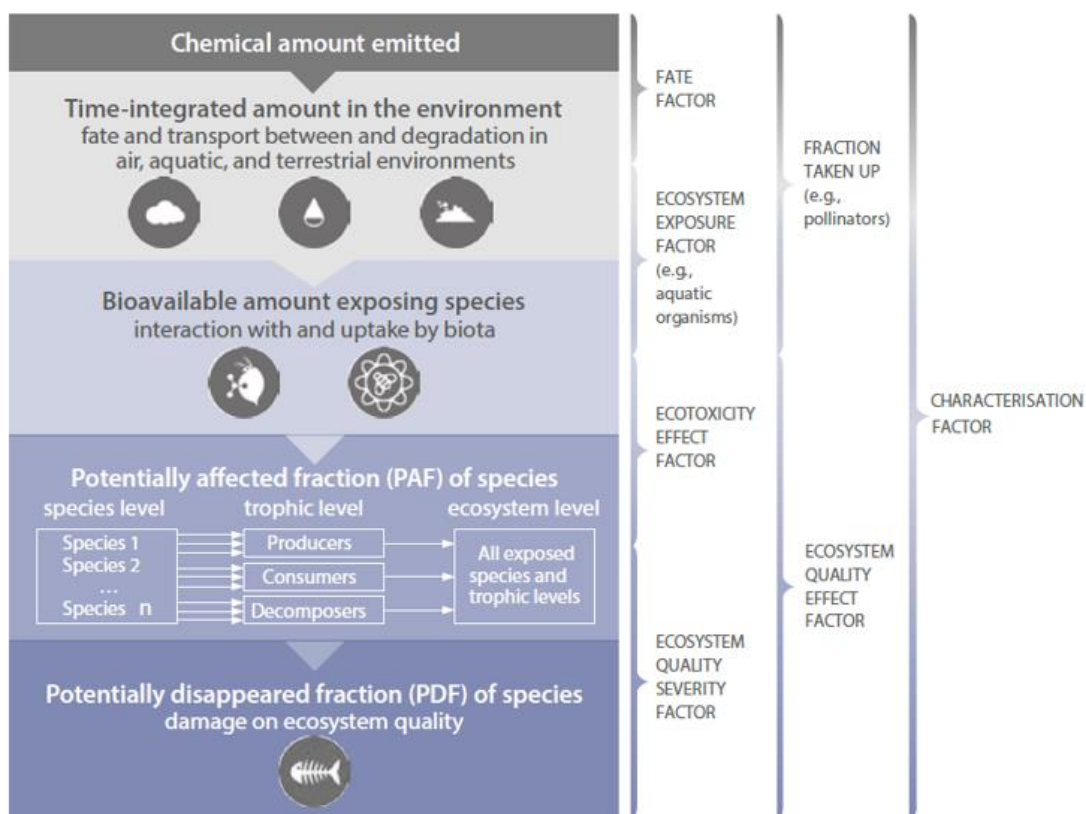 Chemical amount emitted
Time-integrated amount in the environment
fate and transport between and degradation in
air, aquatic, and terrestrial environments
Bioavailable amount exposing species
interaction with and uptake by biota
Potentially affected fraction (PAF) of species
species level
trophic level
ecosystem level
Species 1
Species 2
...
Species n
Producers
Consumers
Decomposers
All exposed
species and
trophic levels
Potentially disappeared fraction (PDF) of species
damage on ecosystem quality
FATE
FACTOR
ECOSYSTEM
EXPOSURE
FACTOR
(e.g.,
aquatic
organisms)
ECOTOXICITY
EFFECT
FACTOR
ECOSYSTEM
QUALITY
SEVERITY
FACTOR
FRACTION
TAKEN UP
(e.g.,
pollinators)
ECOSYSTEM
QUALITY
EFFECT
FACTOR
CHARACTERISATION
FACTOR